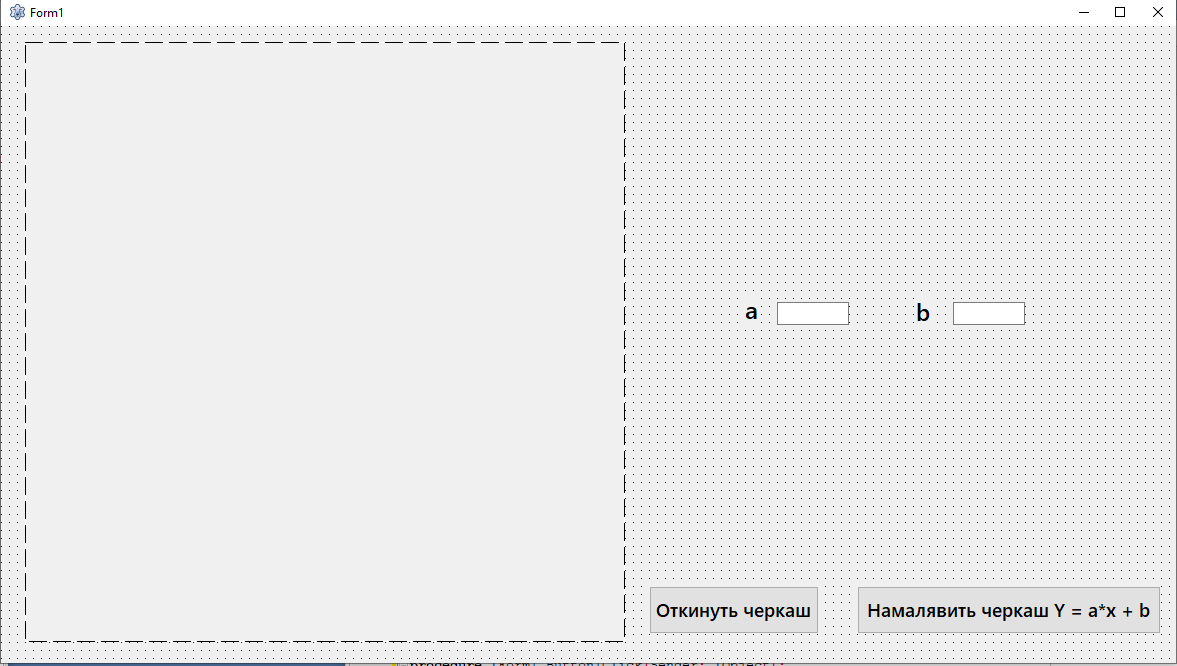 Form1
a
b
Откинуть черкаш
Намалявить черкаш Y = a*x + b